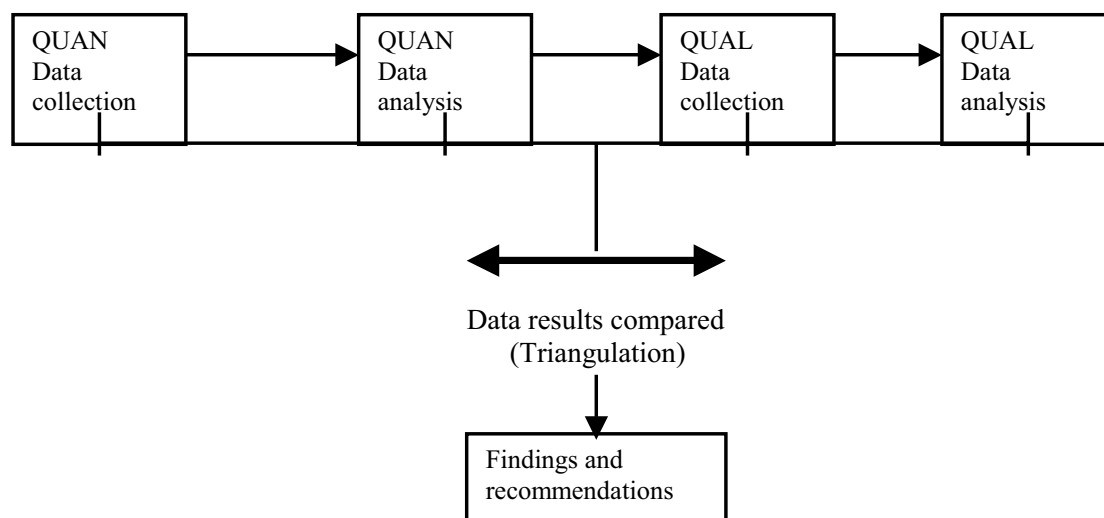 QUAN
Data
collection
QUAN
Data
analysis
QUAL
Data
collection
QUAL
Data
analysis
Data results compared
(Triangulation)
Findings and
recommendations